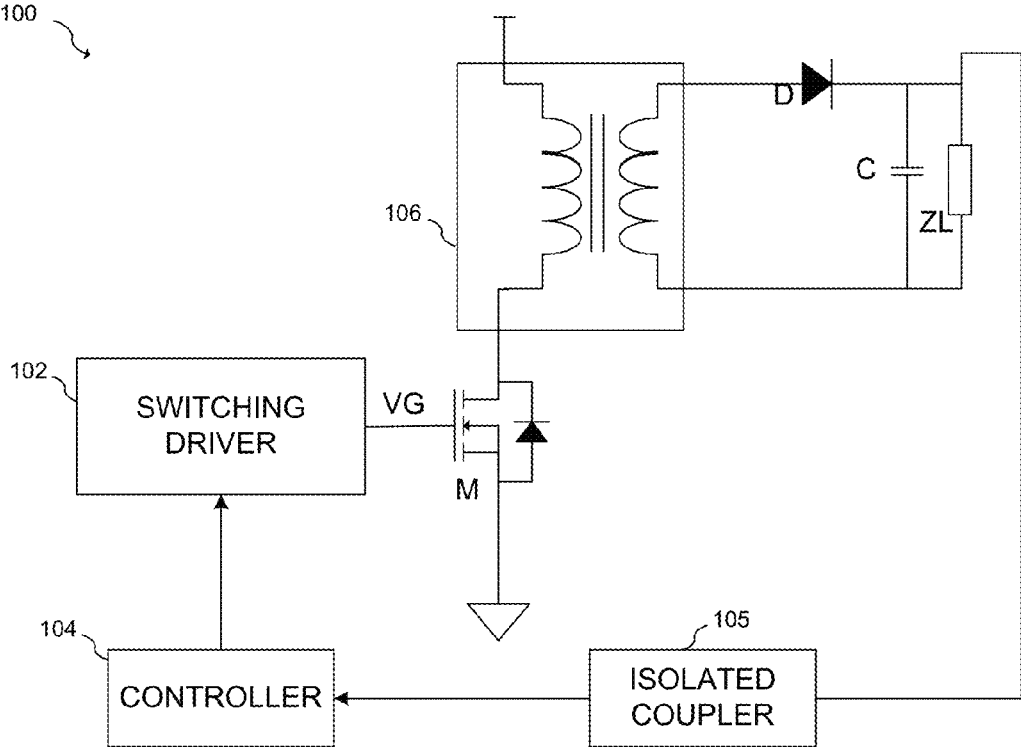 100
D
C
ZL
106
102
SWITCHING
DRIVER
VG
M
104
CONTROLLER
105
ISOLATED
COUPLER